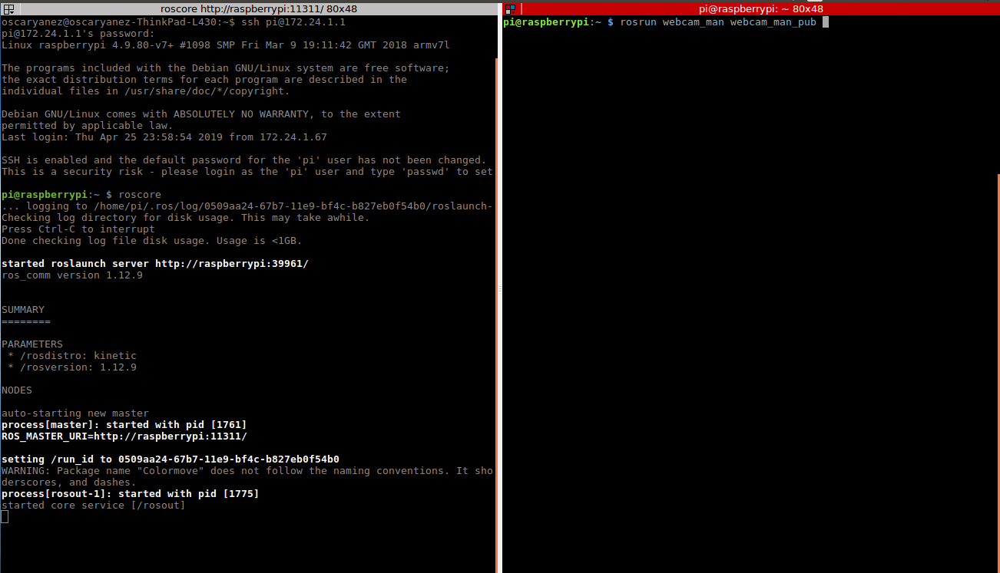 roscore http://raspberrypi:11311/ 80x48
oscaryanez@oscaryanez-ThinkPad-L430:~$ ssh pi@172.24.1.1
pi@172.24.1.1's password:
Linux raspberrypi 4.9.80-v7+ #1098 SMP Fri Mar 9 19:11:42 GMT 2018 armv7l
The programs included with the Debian GNU/Linux system are free software;
the exact distribution terms for each program are described in the
individual files in /usr/share/doc/*/copyright.
Debian GNU/Linux comes with ABSOLUTELY NO WARRANTY, to the extent
permitted by applicable law.
Last login: Thu Apr 25 23:58:54 2019 from 172.24.1.67
SSH is enabled and the default password for the 'pi' user has not been changed.
This is a security risk - please login as the 'pi' user and type 'passwd' to set
pi@raspberrypi:~ $ roscore
... logging to /home/pi/.ros/log/0509aa24-67b7-11e9-bf4c-b827eb0f54b0/roslaunch-
Checking log directory for disk usage. This may take awhile.
Press Ctrl-C to interrupt
Done checking log file disk usage. Usage is <1GB.
started roslaunch server http://raspberrypi:39961/
ros_comm version 1.12.9
SUMMARY
========
PARAMETERS
* /rosdistro: kinetic
* /rosversion: 1.12.9
NODES
auto-starting new master
process[master]: started with pid [1761]
ROS_MASTER_URI=http://raspberrypi:11311/
setting /run_id to 0509aa24-67b7-11e9-bf4c-b827eb0f54b0
WARNING: Package name "Colormove" does not follow the naming conventions. It sho
derscores, and dashes.
process[rosout-1]: started with pid [1775]
started core service [/rosout]
pi@raspberrypi: ~ 80x48
pi@raspberrypi:~ $ rosrun webcam_man webcam_man_pub